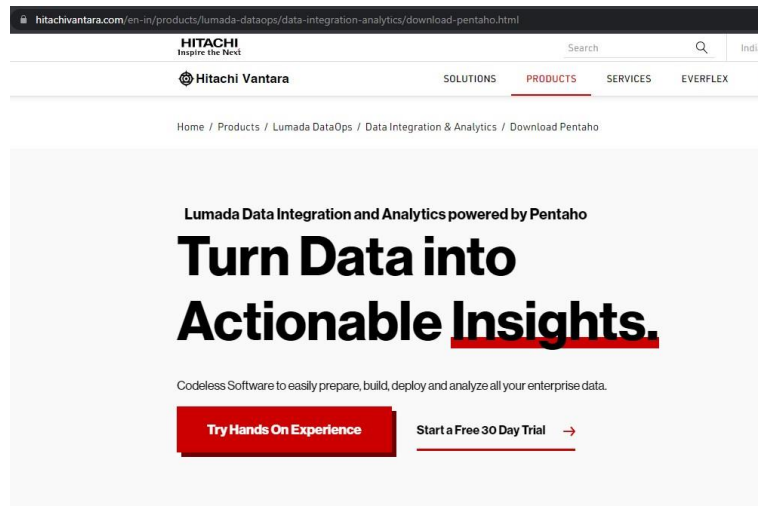 hitachivantara.com/en-in/products/lumada-dataops/data-integration-analytics/download-pentaho.html
HITACHI
Inspire the Next
Search
Hitachi Vantara
SOLUTIONS PRODUCTS SERVICES EVERFLEX
Home / Products / Lumada DataOps / Data Integration & Analytics / Download Pentaho
Lumada Data Integration and Analytics powered by Pentaho
Turn Data into
Actionable Insights.
Codeless Software to easily prepare, build, deploy and analyze all your enterprise data.
Try Hands On Experience Start a Free 30 Day Trial →